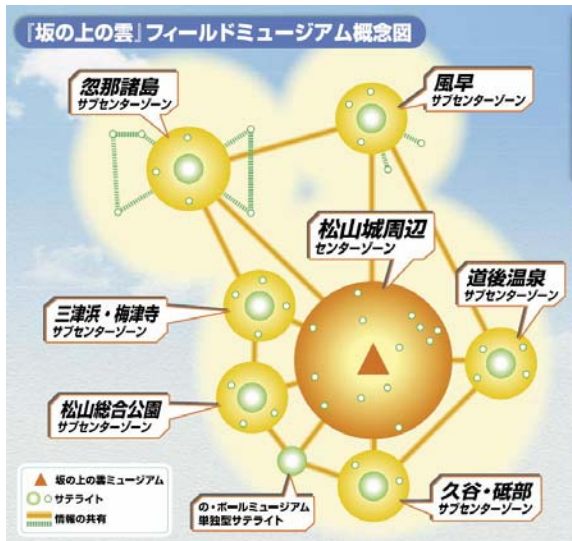 『坂の上の雲』フィールドミュージアム概念図
忽那諸島
サブセンターゾーン
風早
サブセンターゾーン
松山城周辺
センターゾーン
道後温泉
サブセンターゾーン
三津浜・梅津寺
サブセンターゾーン
松山総合公園
サブセンターゾーン
坂の上の雲ミュージアム
サテライト
情報の共有
の・ボールミュージアム
単独型サテライト
久谷・砥部
サブセンターゾーン